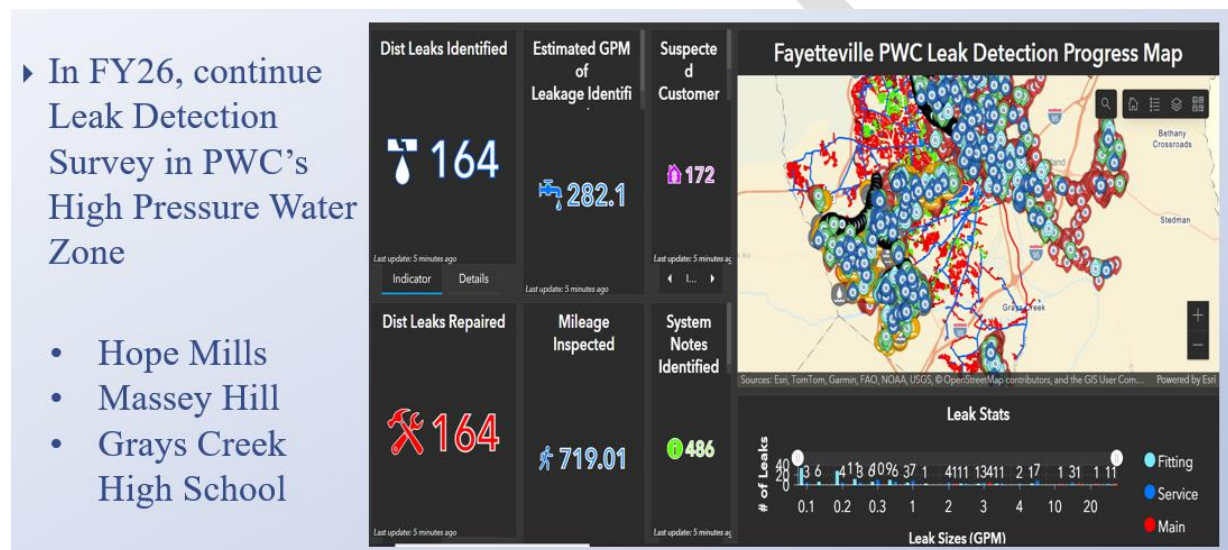 ▸ In FY26, continue
Leak Detection
Survey in PWC's
High Pressure Water
Zone
• Hope Mills
• Massey Hill
• Grays Creek
High School
Dist Leaks Identified
164
Last update: 5 minutes ago
Indicator Details
Estimated GPM
of
Leakage Identifi
282.1
Last update: 5 minutes ago
Suspecte
d
Customer
172
Last update: 5 minutes ag
I...
Dist Leaks Repaired
164
Last update: 5 minutes ago
Mileage
Inspected
719.01
System
Notes
Identified
486
Last update: 5 minutes ag
Fayetteville PWC Leak Detection Progress Map
Bethany
Crossroads
Stedman
Grays Creek
Sources: Esri, TomTom, Garmin, FAO, NOAA, USGS, © OpenStreetMap contributors, and the GIS User Com... Powered by Esri
Leak Stats
# of Leaks
40
20
0.1 0.2 0.3 1 2 3 4 10 20
Leak Sizes (GPM)
Fitting
Service
Main